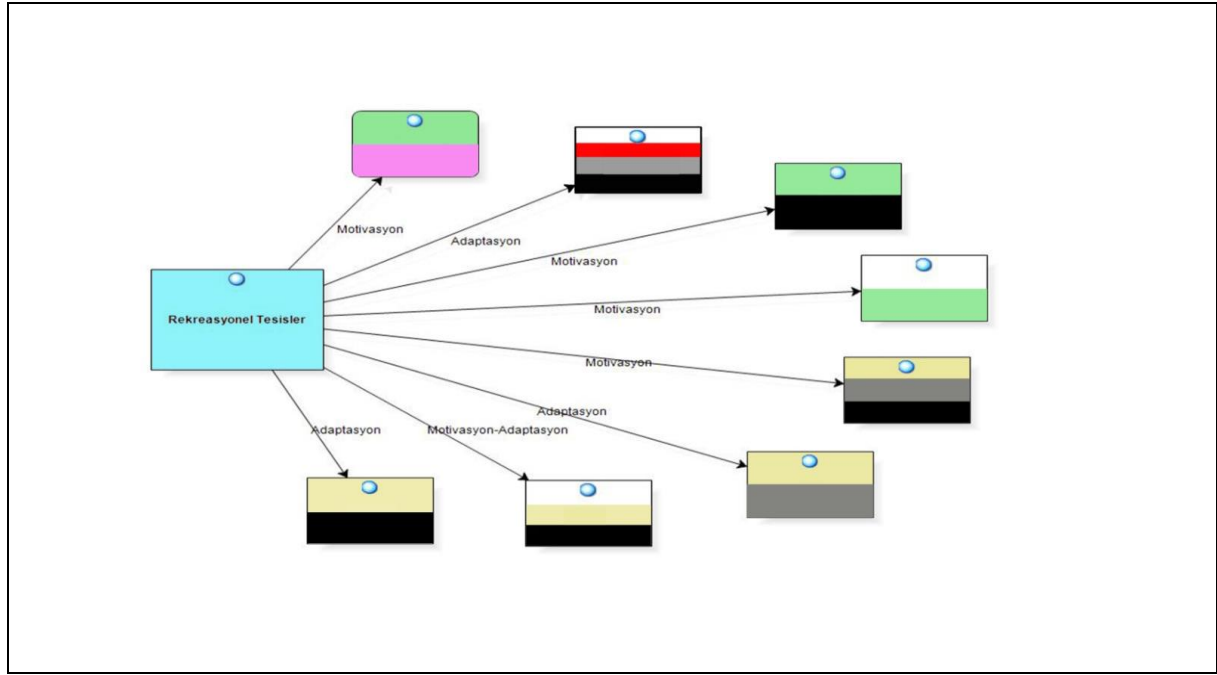 Motivasyon
Adaptasyon
Motivasyon
Motivasyon
Rekreasyonel Tesisler
Motivasyon
Adaptasyon
Adaptasyon
Motivasyon-Adaptasyon